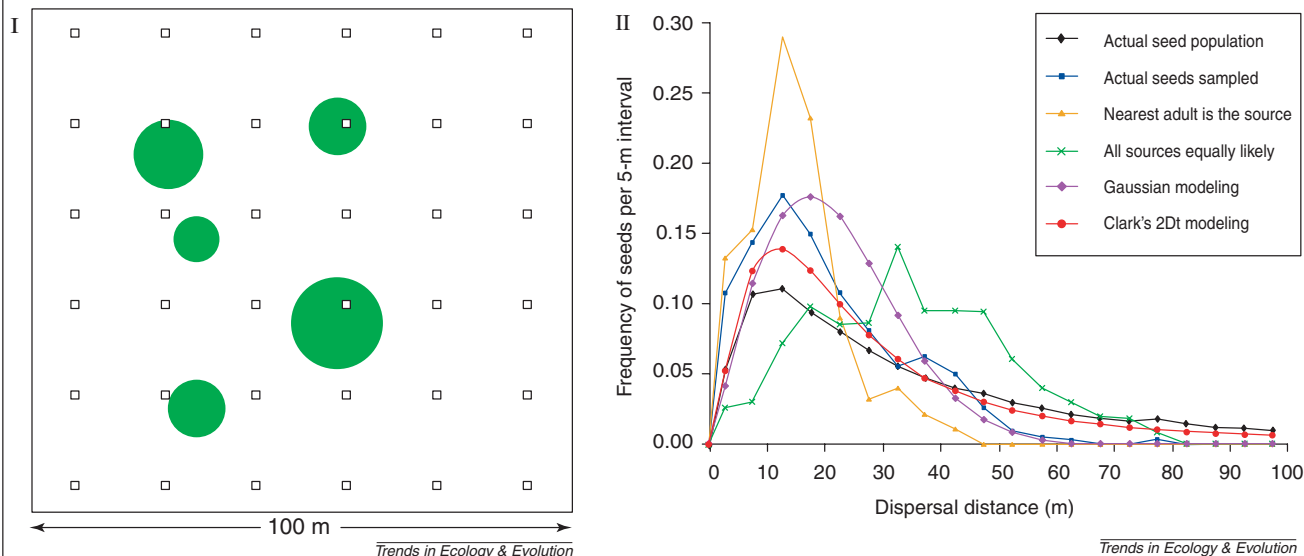 I
100 m
Trends in Ecology & Evolution
II
Frequency of seeds per 5-m interval
0.30
0.25
0.20
0.15
0.10
0.05
0.00
0 10 20 30 40 50 60 70 80 90 100
Dispersal distance (m)
Actual seed population
Actual seeds sampled
Nearest adult is the source
All sources equally likely
Gaussian modeling
Clark's 2Dt modeling
Trends in Ecology & Evolution